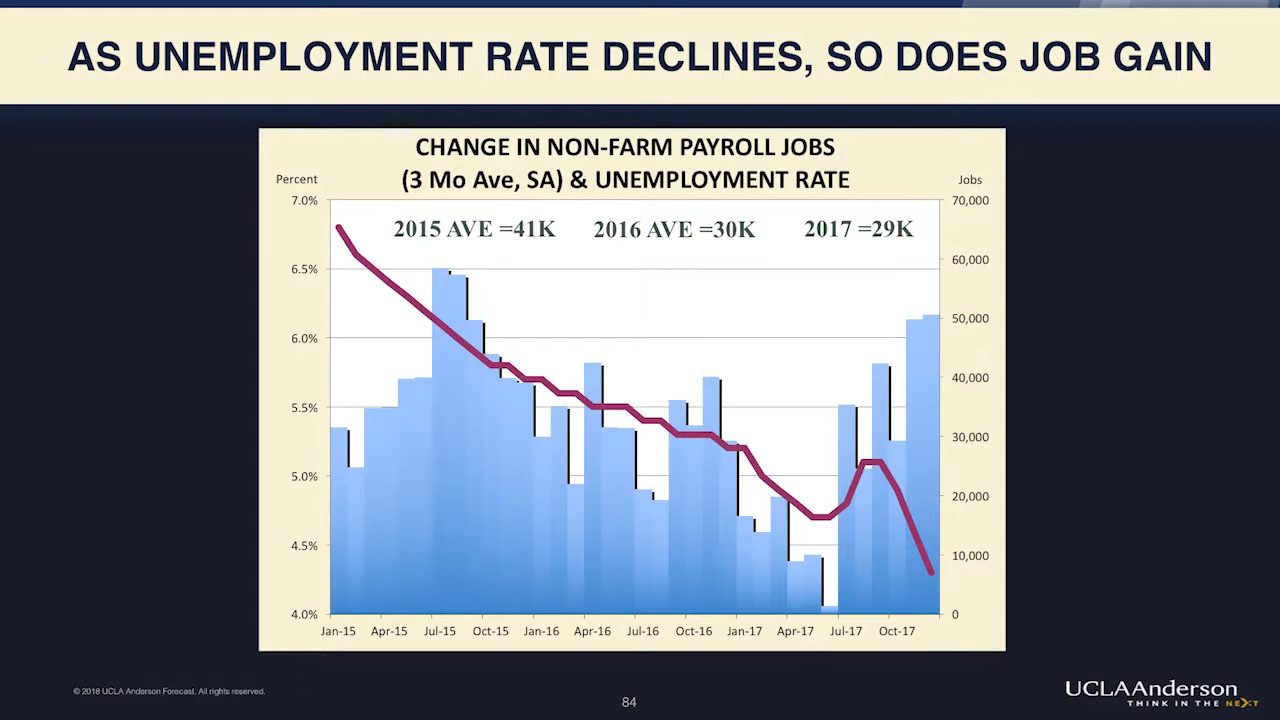 AS UNEMPLOYMENT RATE DECLINES, SO DOES JOB GAIN
CHANGE IN NON-FARM PAYROLL JOBS
(3 Mo Ave, SA) & UNEMPLOYMENT RATE
Percent
Jobs
2015 AVE =41K 2016 AVE =30K 2017 =29K
7.0%
6.5%
6.0%
5.5%
5.0%
4.5%
4.0%
70,000
60,000
50,000
40,000
30,000
20,000
10,000
0
Jan-15 Apr-15 Jul-15 Oct-15 Jan-16 Apr-16 Jul-16 Oct-16 Jan-17 Apr-17 Jul-17 Oct-17
© 2018 UCLA Anderson Forecast. All rights reserved.
84
UCLAAnderson
THINK IN THE NEXT